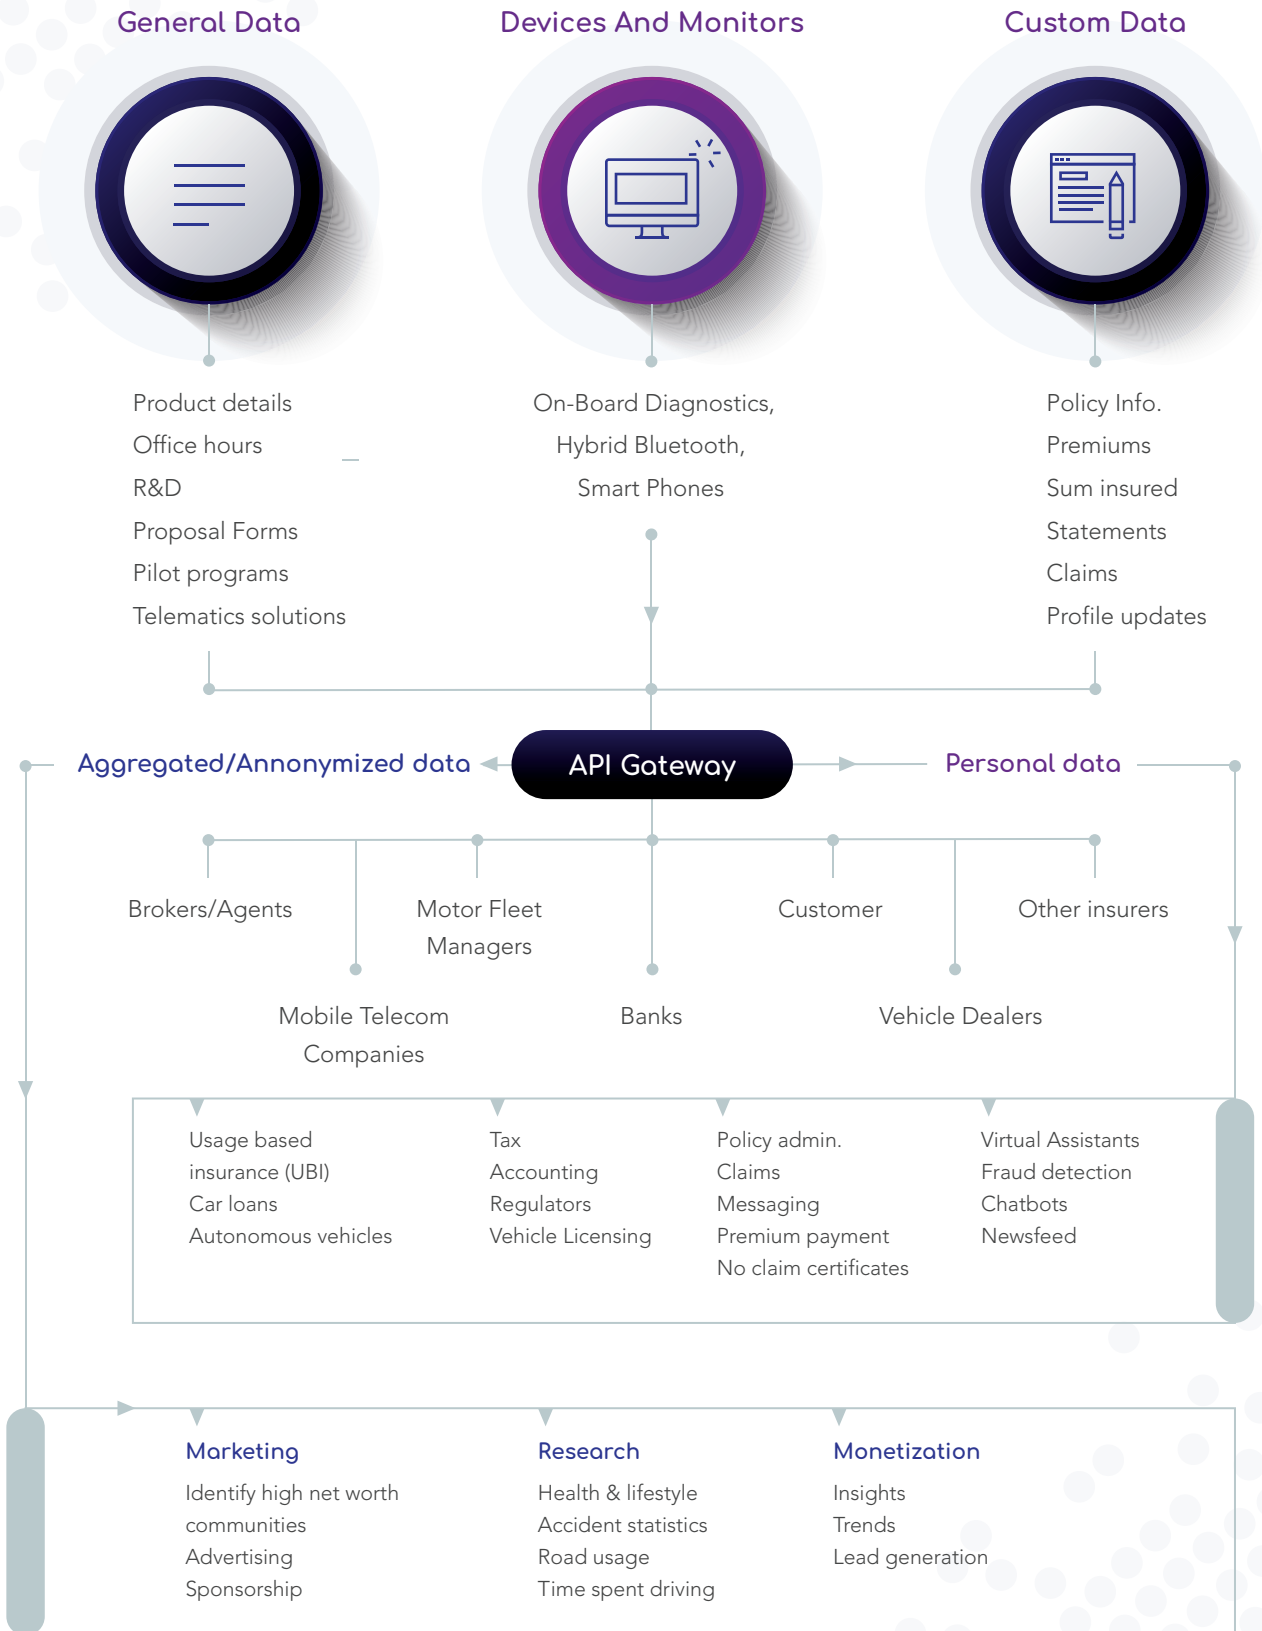 General Data
Devices And Monitors
Custom Data
Product details
Office hours
R&D
Proposal Forms
Pilot programs
Telematics solutions
On-Board Diagnostics,
Hybrid Bluetooth,
Smart Phones
Policy Info.
Premiums
Sum insured
Statements
Claims
Profile updates
Aggregated/Annonymized data
API Gateway
Personal data
Brokers/Agents
Motor Fleet
Managers
Customer
Other insurers
Mobile Telecom
Companies
Banks
Vehicle Dealers
Usage based
insurance (UBI)
Car loans
Autonomous vehicles
Tax
Accounting
Regulators
Vehicle Licensing
Policy admin.
Claims
Messaging
Premium payment
No claim certificates
Virtual Assistants
Fraud detection
Chatbots
Newsfeed
Marketing
Identify high net worth
communities
Advertising
Sponsorship
Research
Health & lifestyle
Accident statistics
Road usage
Time spent driving
Monetization
Insights
Trends
Lead generation